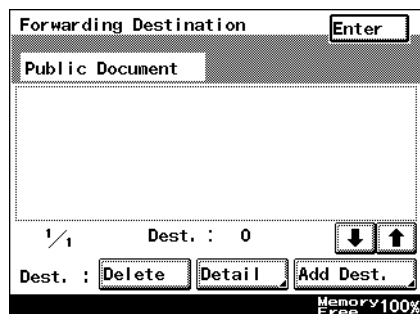 Forwarding Destination Enter
Public Document
1/1 Dest. : 0
Dest. : Delete Detail Add Dest.
Memory Free 100%